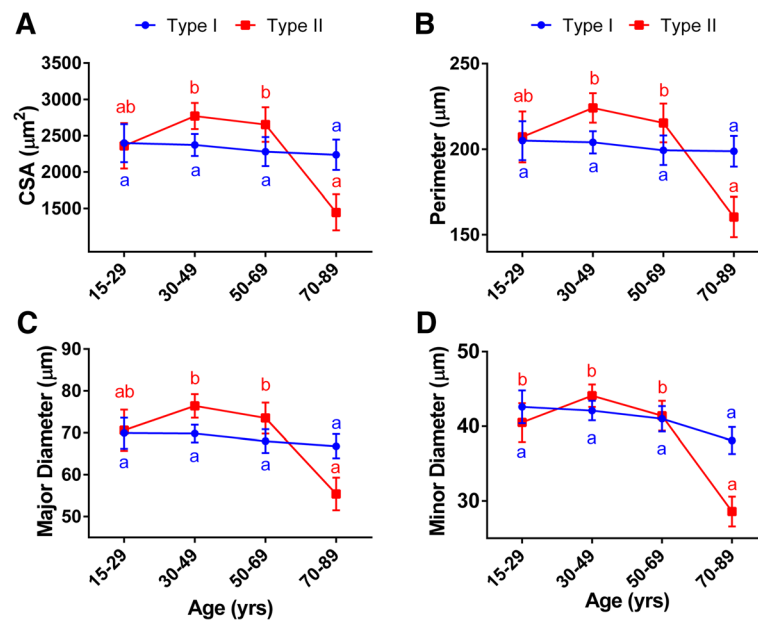 A
Type I
Type II
CSA (μm²)
3500
3000
2500
2000
1500
ab
b
b
a
a
a
a
a
15-29
30-49
50-69
70-89
B
Type I
Type II
Perimeter (μm)
250
200
150
ab
b
b
a
a
a
a
a
15-29
30-49
50-69
70-89
C
Major Diameter (μm)
90
80
70
60
50
ab
b
b
a
a
a
a
a
15-29
30-49
50-69
70-89
Age (yrs)
D
Minor Diameter (μm)
50
40
30
b
b
b
a
a
a
a
a
15-29
30-49
50-69
70-89
Age (yrs)